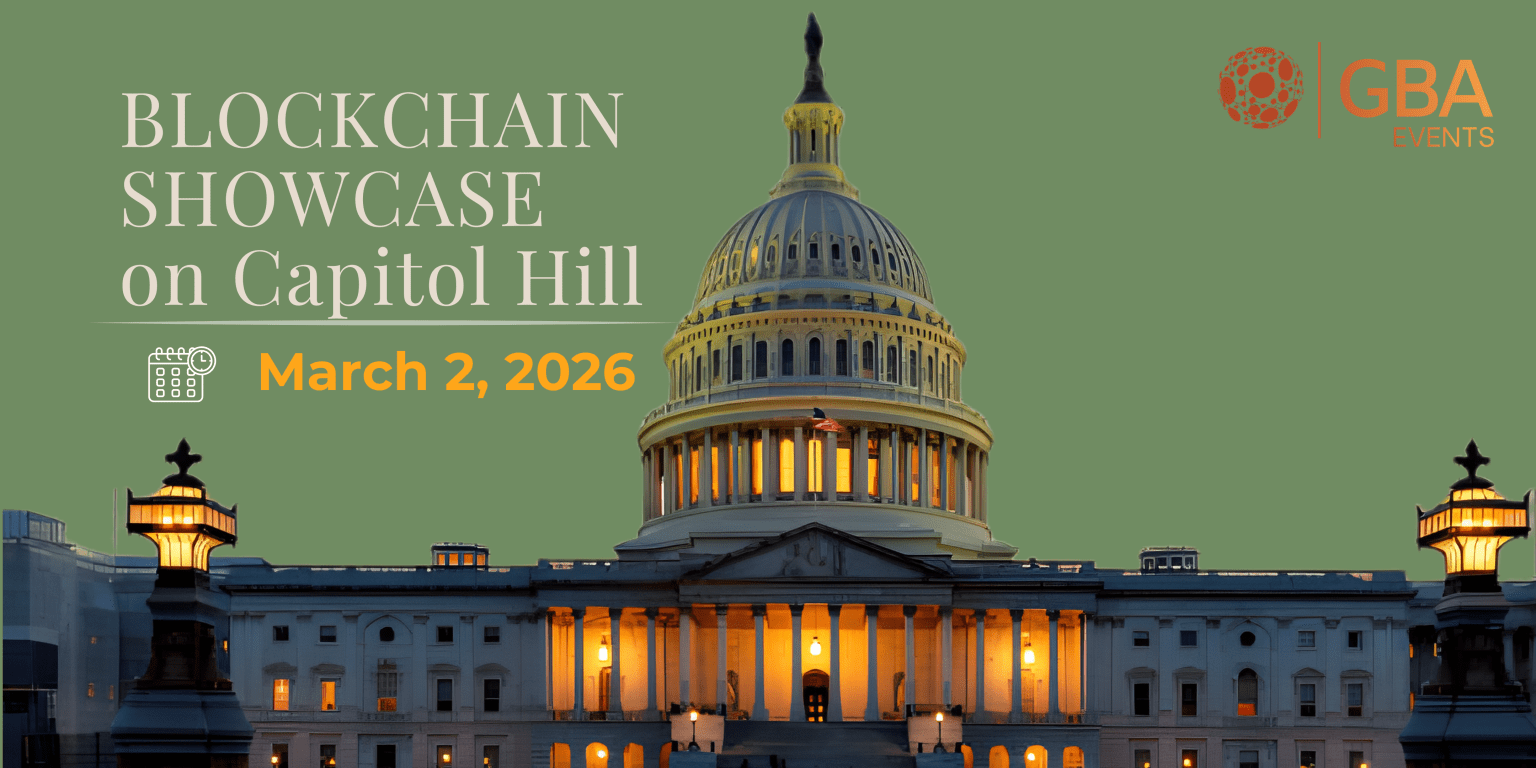 BLOCKCHAIN
SHOWCASE
on Capitol Hill
March 2, 2026
GBA
EVENTS